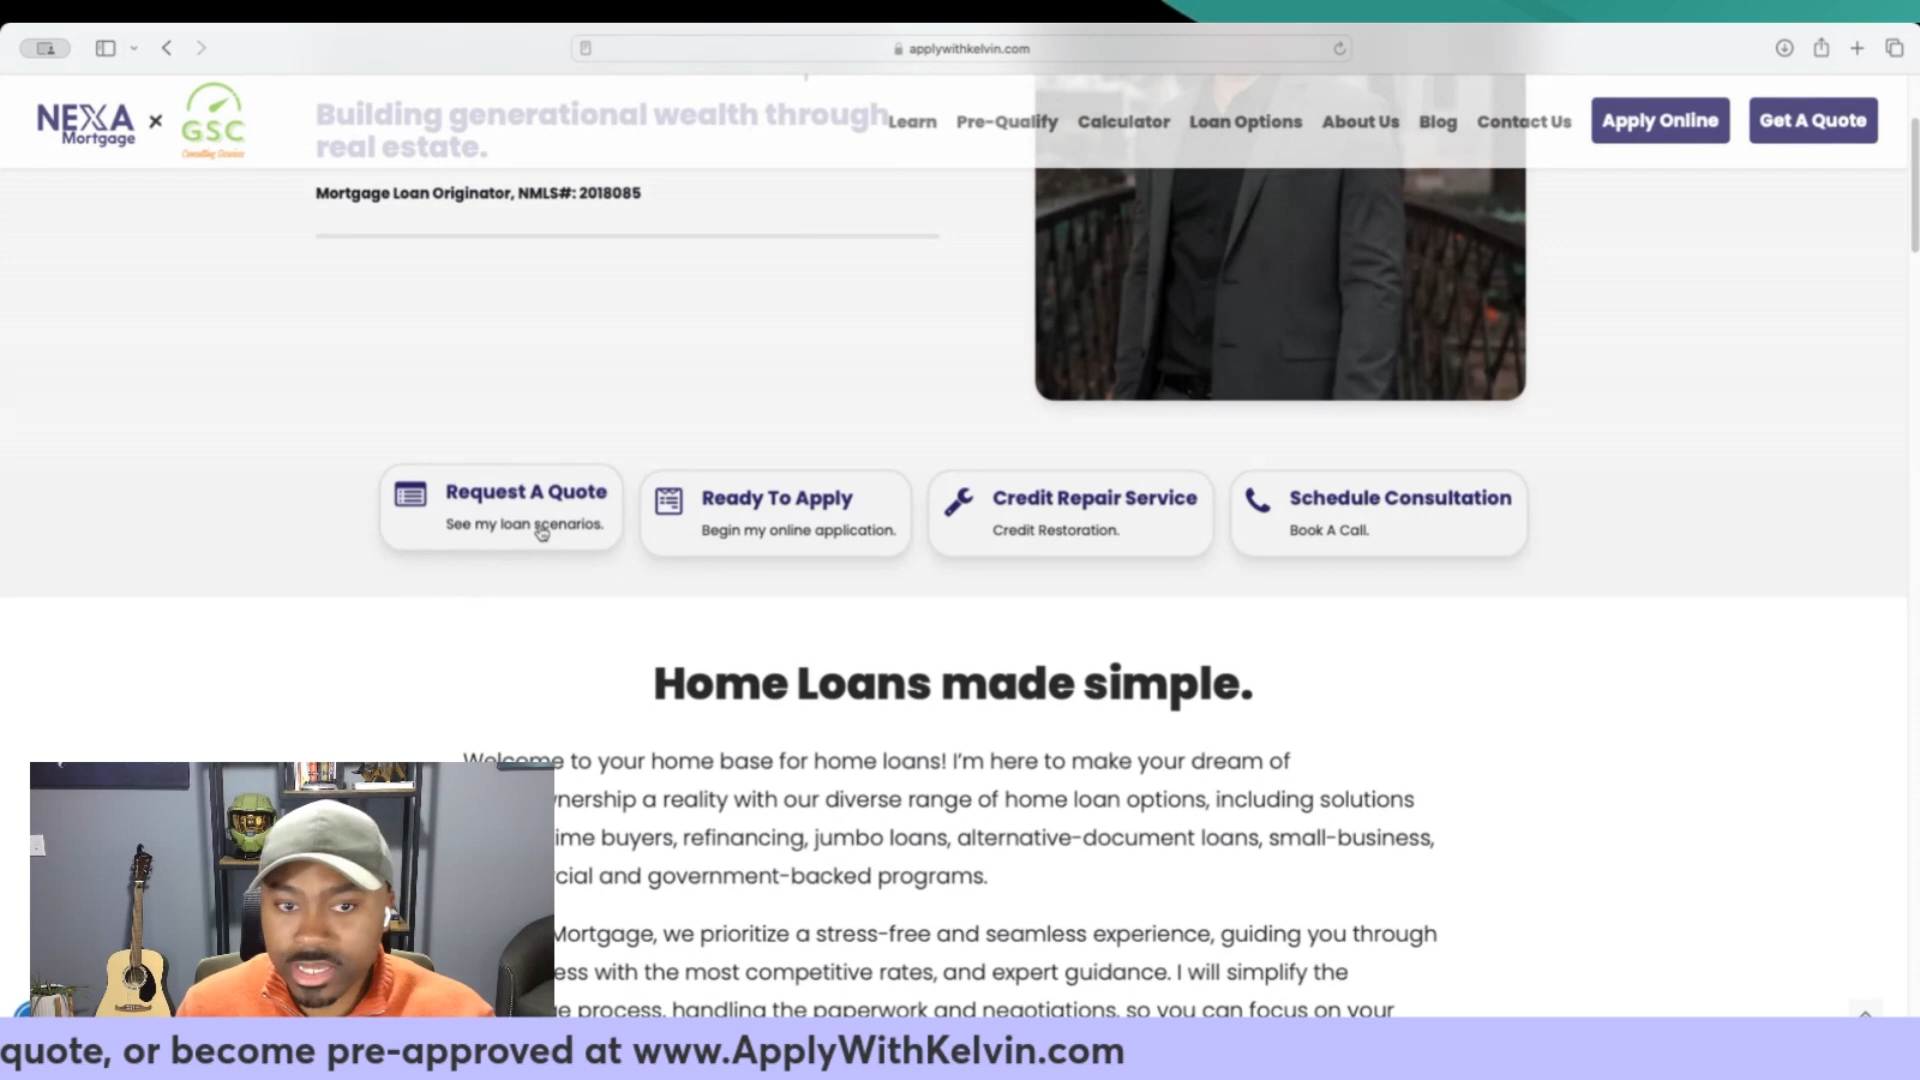 applywithkelvin.com
NEXA
Mortgage
×
GSC
Consulting Services
Building generational wealth through
real estate.
Learn
Pre-Qualify
Calculator
Loan Options
About Us
Blog
Contact Us
Apply Online
Get A Quote
Mortgage Loan Originator, NMLS#: 2018085
Request A Quote
See my loan scenarios.
Ready To Apply
Begin my online application.
Credit Repair Service
Credit Restoration.
Schedule Consultation
Book A Call.
Home Loans made simple.
Welcome to your home base for home loans! I'm here to make your dream of
nership a reality with our diverse range of home loan options, including solutions
ime buyers, refinancing, jumbo loans, alternative-document loans, small-business,
cial and government-backed programs.
Mortgage, we prioritize a stress-free and seamless experience, guiding you through
ess with the most competitive rates, and expert guidance. I will simplify the
e process, handling the paperwork and negotiations, so you can focus on your
quote, or become pre-approved at www.ApplyWithKelvin.com